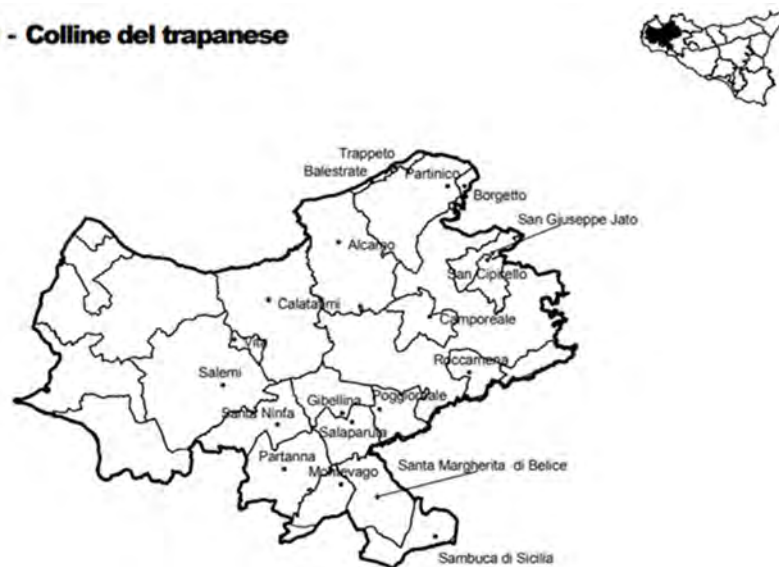 - Colline del trapanese
Trappeto
Balestrate
Partinico
Borgetto
San Giuseppe Jato
Alcamo
San Cipirello
Calatafimi
Camporeale
Vita
Roccamena
Salemi
Gibellina
Poggioreale
Santa Ninfa
Salaparuta
Partanna
Montevago
Santa Margherita di Belice
Sambuca di Sicilia